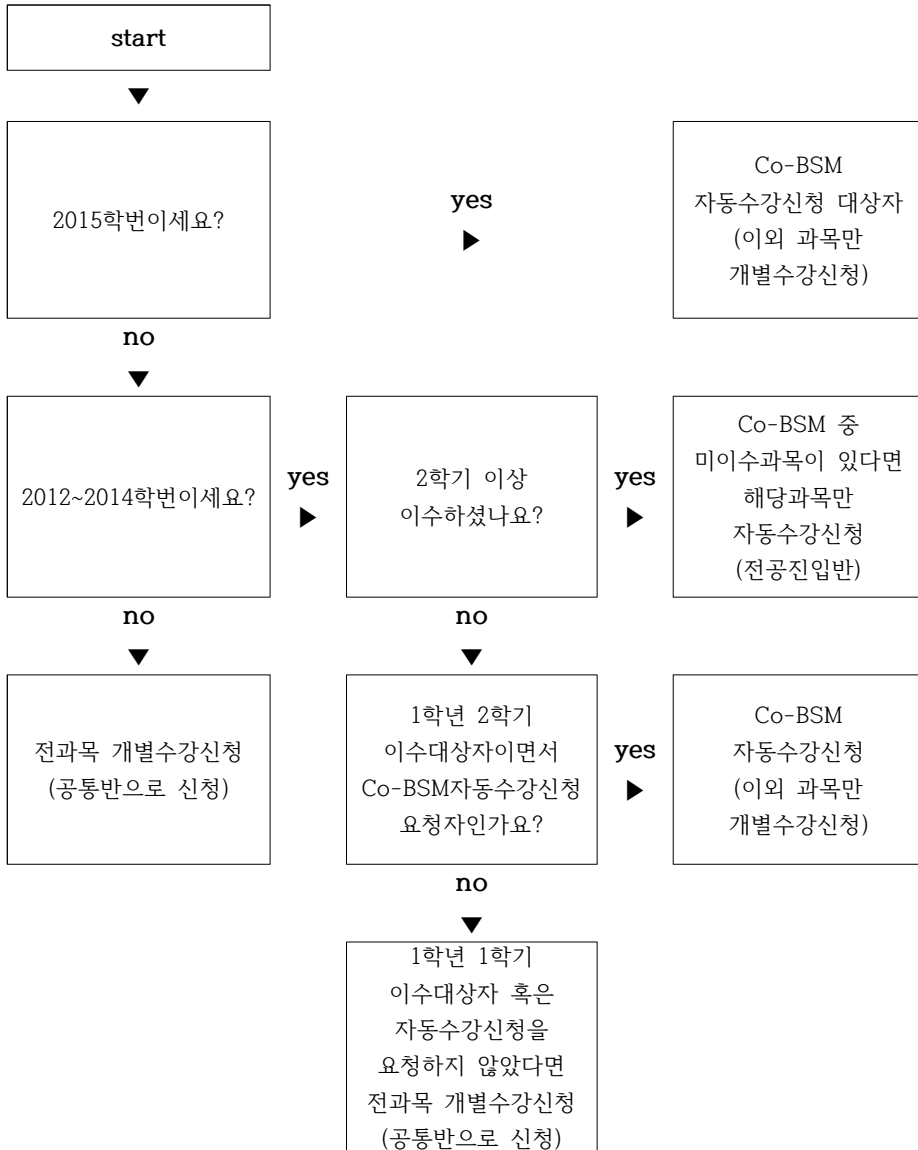 start
▼
2015학번이세요?
yes
▶
Co-BSM
자동수강신청 대상자
(이외 과목만
개별수강신청)
no
▼
2012~2014학번이세요?
yes
▶
2학기 이상
이수하셨나요?
yes
▶
Co-BSM 중
미이수과목이 있다면
해당과목만
자동수강신청
(전공진입반)
no
▼
no
▼
전과목 개별수강신청
(공통반으로 신청)
1학년 2학기
이수대상자이면서
Co-BSM자동수강신청
요청자인가요?
yes
▶
Co-BSM
자동수강신청
(이외 과목만
개별수강신청)
no
▼
1학년 1학기
이수대상자 혹은
자동수강신청을
요청하지 않았다면
전과목 개별수강신청
(공통반으로 신청)